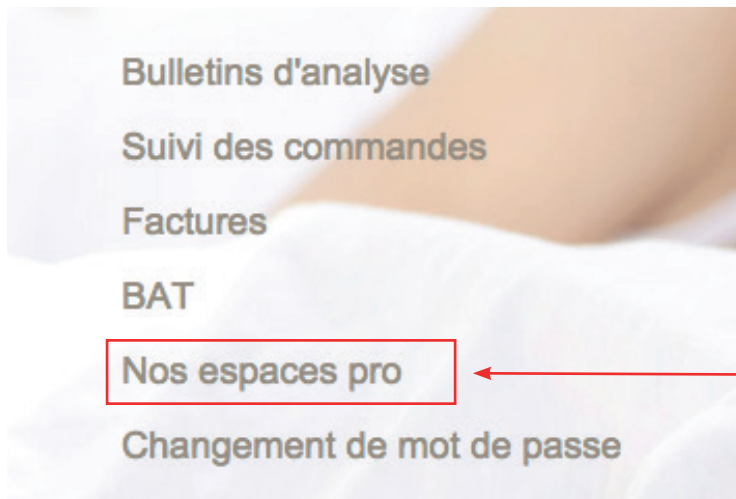 Bulletins d'analyse
Suivi des commandes
Factures
BAT
Nos espaces pro
Changement de mot de passe